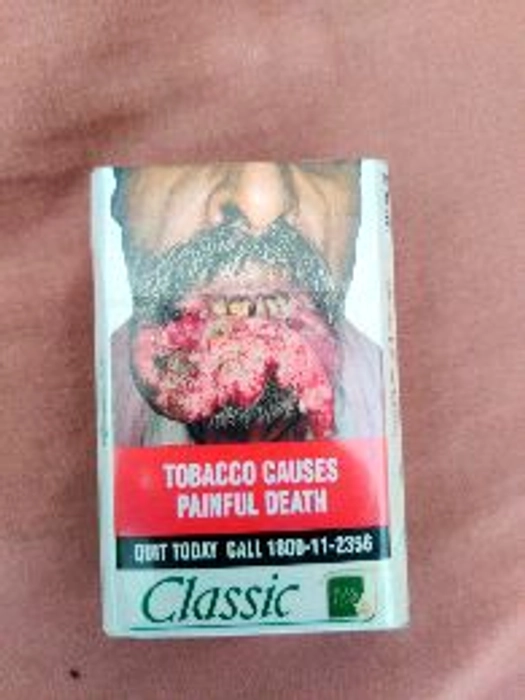 TOBACCO CAUSES
PAINFUL DEATH
QUIT TODAY CALL 1800-11-2356
Classic